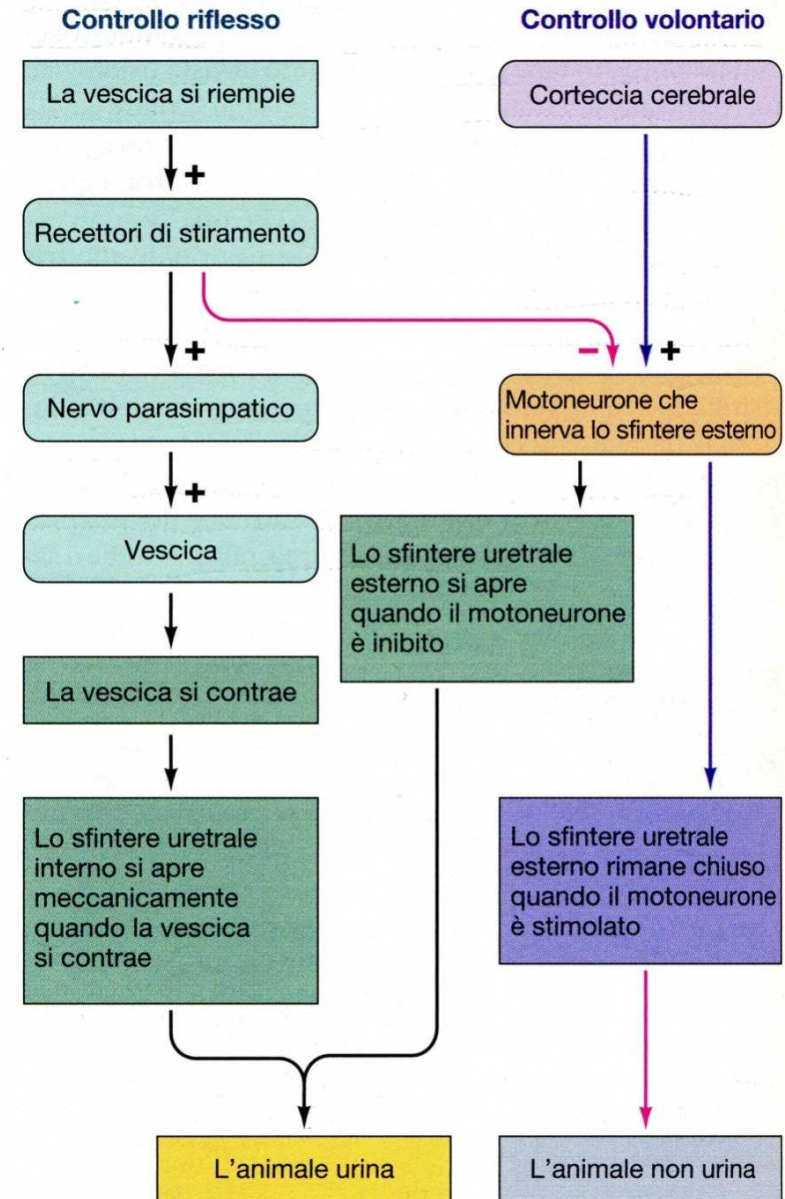 Controllo riflesso
La vescica si riempie
+
Recettori di stiramento
+
Nervo parasimpatico
+
Vescica
La vescica si contrae
Lo sfintere uretrale
interno si apre
meccanicamente
quando la vescica
si contrae
Controllo volontario
Corteccia cerebrale
− +
Motoneurone che
innerva lo sfintere esterno
Lo sfintere uretrale
esterno si apre
quando il motoneurone
è inibito
Lo sfintere uretrale
esterno rimane chiuso
quando il motoneurone
è stimolato
L'animale urina
L'animale non urina